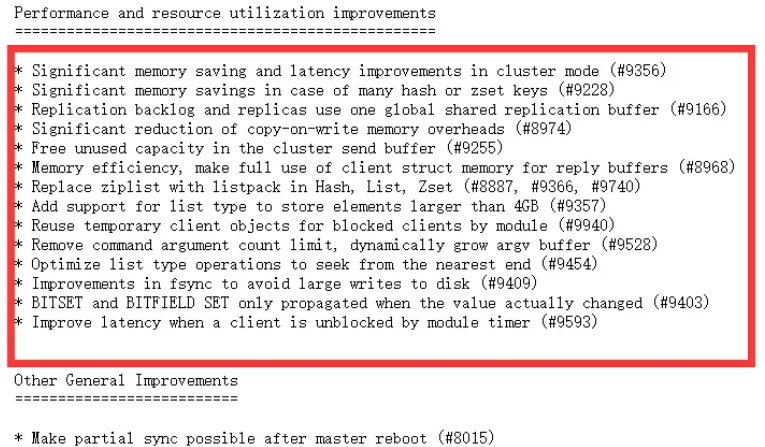 Performance and resource utilization improvements
=================================================
* Significant memory saving and latency improvements in cluster mode (#9356)
* Significant memory savings in case of many hash or zset keys (#9228)
* Replication backlog and replicas use one global shared replication buffer (#9166)
* Significant reduction of copy-on-write memory overheads (#8974)
* Free unused capacity in the cluster send buffer (#9255)
* Memory efficiency, make full use of client struct memory for reply buffers (#8968)
* Replace ziplist with listpack in Hash, List, Zset (#8887, #9366, #9740)
* Add support for list type to store elements larger than 4GB (#9357)
* Reuse temporary client objects for blocked clients by module (#9940)
* Remove command argument count limit, dynamically grow argv buffer (#9528)
* Optimize list type operations to seek from the nearest end (#9454)
* Improvements in fsync to avoid large writes to disk (#9409)
* BITSET and BITFIELD SET only propagated when the value actually changed (#9403)
* Improve latency when a client is unblocked by module timer (#9593)
Other General Improvements
==========================
* Make partial sync possible after master reboot (#8015)